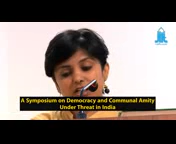 A Symposium on Democracy and Communal Amity
Under Threat in India